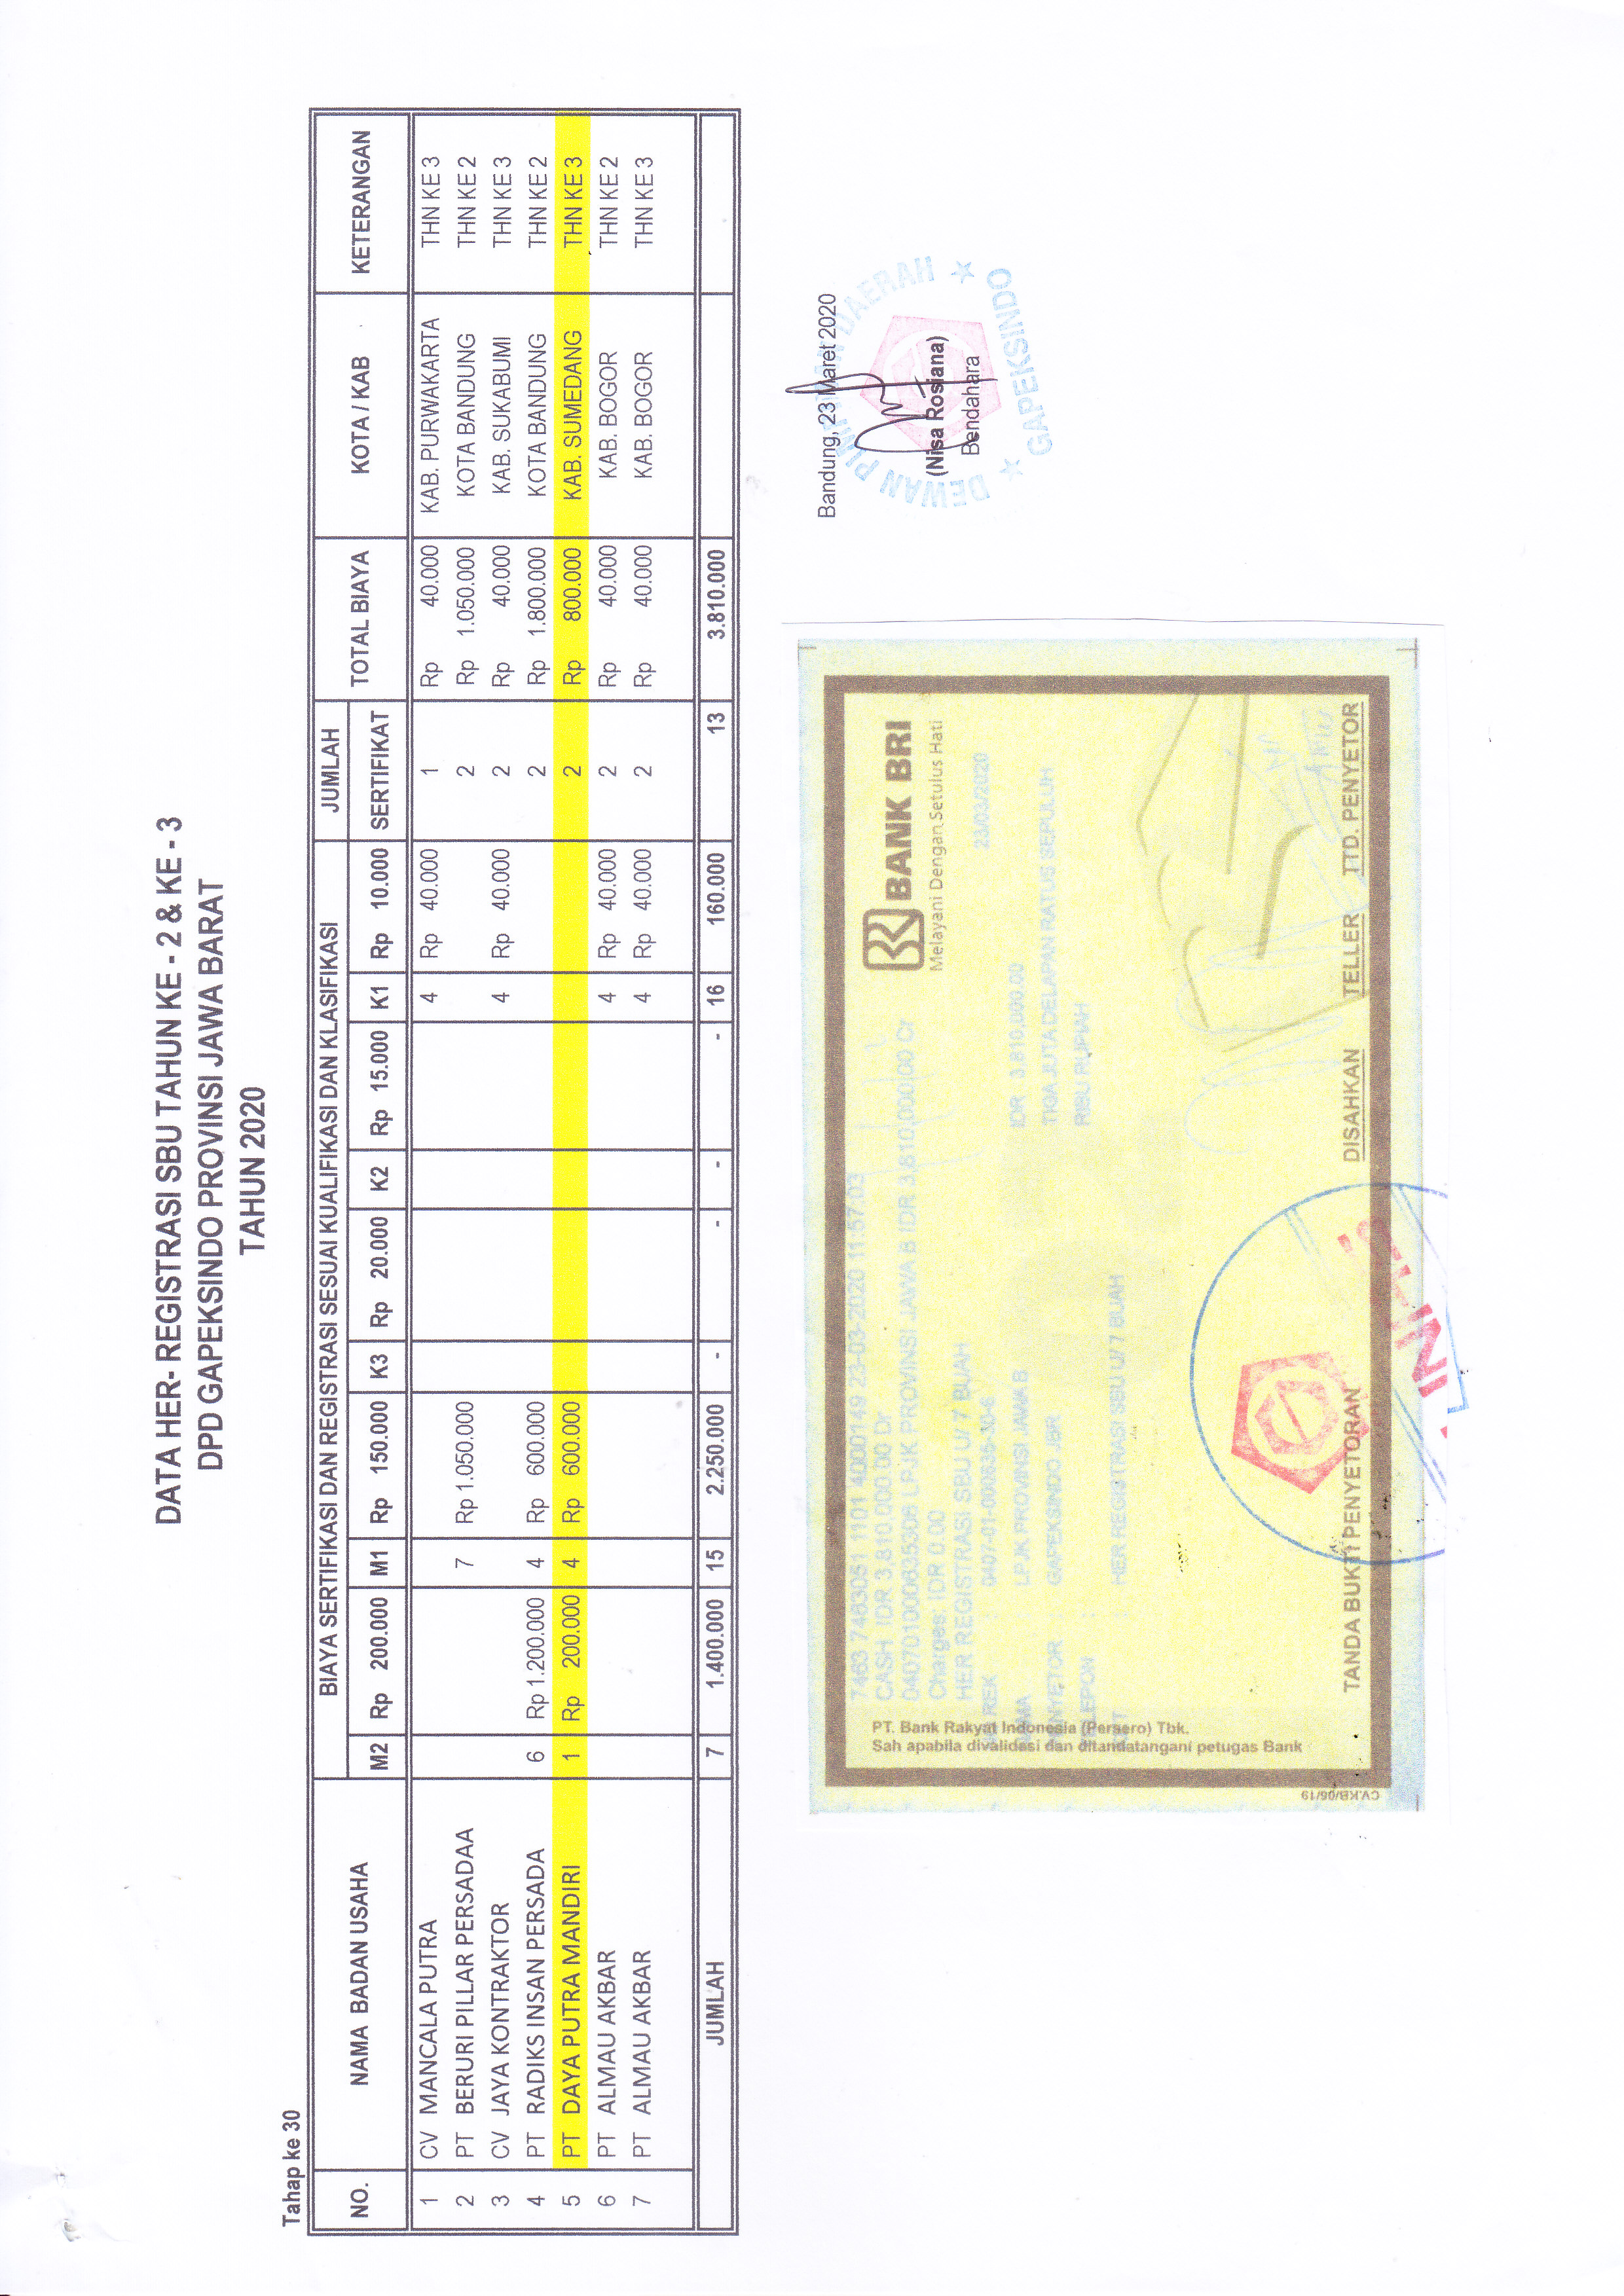 DATA HER- REGISTRASI SBU TAHUN KE - 2 & KE - 3
DPD GAPEKSINDO PROVINSI JAWA BARAT
TAHUN 2020
Tahap ke 30
NO. NAMA BADAN USAHA BIAYA SERTIFIKASI DAN REGISTRASI SESUAI KUALIFIKASI DAN KLASIFIKASI JUMLAH TOTAL BIAYA KOTA / KAB KETERANGAN
M2 Rp 200.000 M1 Rp 150.000 K3 Rp 20.000 K2 Rp 15.000 K1 Rp 10.000 SERTIFIKAT
1 CV MANCALA PUTRA 4 Rp 40.000 1 Rp 40.000 KAB. PURWAKARTA THN KE 3
2 PT BERURI PILLAR PERSADAA 7 Rp 1.050.000 2 Rp 1.050.000 KOTA BANDUNG THN KE 2
3 CV JAYA KONTRAKTOR 4 Rp 40.000 2 Rp 40.000 KAB. SUKABUMI THN KE 3
4 PT RADIKS INSAN PERSADA 6 Rp 1.200.000 4 Rp 600.000 2 Rp 1.800.000 KOTA BANDUNG THN KE 2
5 PT DAYA PUTRA MANDIRI 1 Rp 200.000 4 Rp 600.000 2 Rp 800.000 KAB. SUMEDANG THN KE 3
6 PT ALMAU AKBAR 4 Rp 40.000 2 Rp 40.000 KAB. BOGOR THN KE 2
7 PT ALMAU AKBAR 4 Rp 40.000 2 Rp 40.000 KAB. BOGOR THN KE 3
JUMLAH 7 1.400.000 15 2.250.000 - - - - 16 160.000 13 3.810.000
Bandung, 23 Maret 2020
(Nisa Rosiana)
Bendahara
DEWAN DAERAH
GAPEKSINDO
BANK BRI
Melayani Dengan Setulus Hati
23/03/2020
23-03-2020 11:57:03
CASH IDR 3.810.000.00 Dr
LPJK PROVINSI JAWA B IDR 3,810,000.00 Cr
Charges: IDR 0.00
HER REGISTRASI SBU U/ 7 BUAH
REK
IDR 3.810.000.00
LPJK PROVINSI JAWA B
TIGA JUTA DELAPAN RATUS SEPULUH
GAPEKSINDO JBR
RIBU RUPIAH
HER REGISTRASI SBU U/ 7 BUAH
PT. Bank Rakyat Indonesia (Persero) Tbk.
Sah apabila divalidasi dan ditandatangani petugas Bank
TANDA BUKTI PENYETORAN DISAHKAN TELLER TTD. PENYETOR
CV.KB/06/19